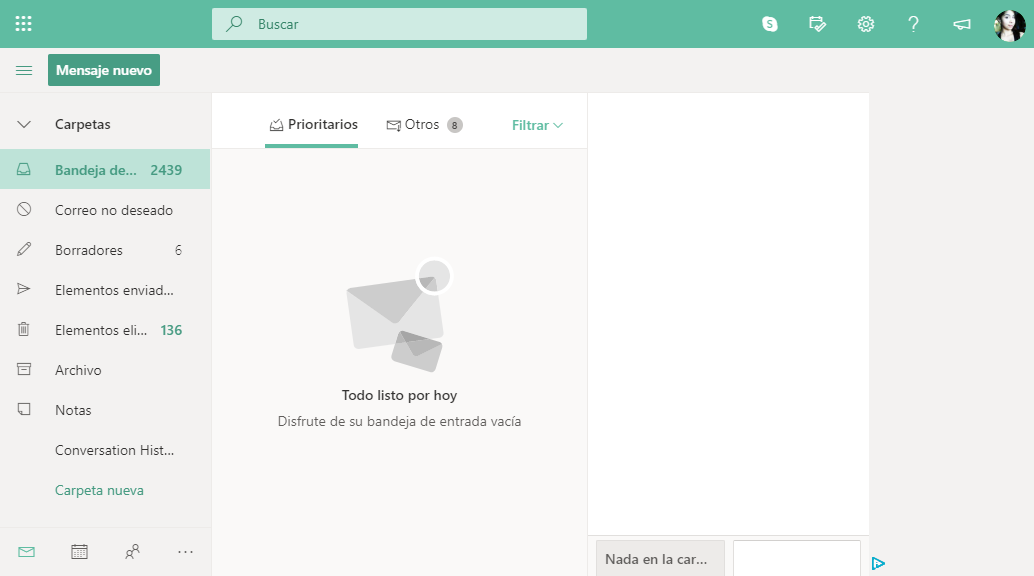 Buscar
Mensaje nuevo
Carpetas
Bandeja de... 2439
Correo no deseado
Borradores 6
Elementos enviad...
Elementos eli... 136
Archivo
Notas
Conversation Hist...
Carpeta nueva
Prioritarios Otros 8 Filtrar
Todo listo por hoy
Disfrute de su bandeja de entrada vacía
Nada en la car...